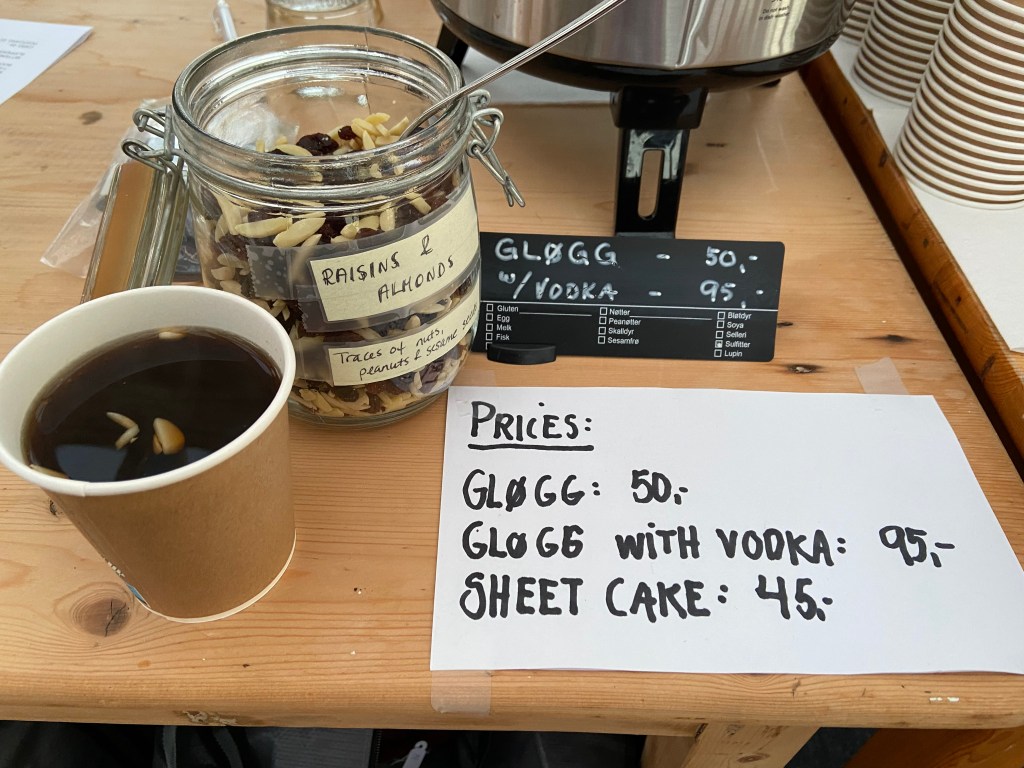 RAISINS &
ALMONDS
Traces of nuts,
peanuts & sesame seeds
GLØGG - 50,-
w/VODKA - 95,-
Gluten
Egg
Melk
Fisk
Nøtter
Peanøtter
Skalldyr
Sesamfrø
Bløtdyr
Soya
Selleri
Sulfitter
Lupin
PRICES:
GLØGG: 50,-
GLØGG WITH VODKA: 95,-
SHEET CAKE: 45,-